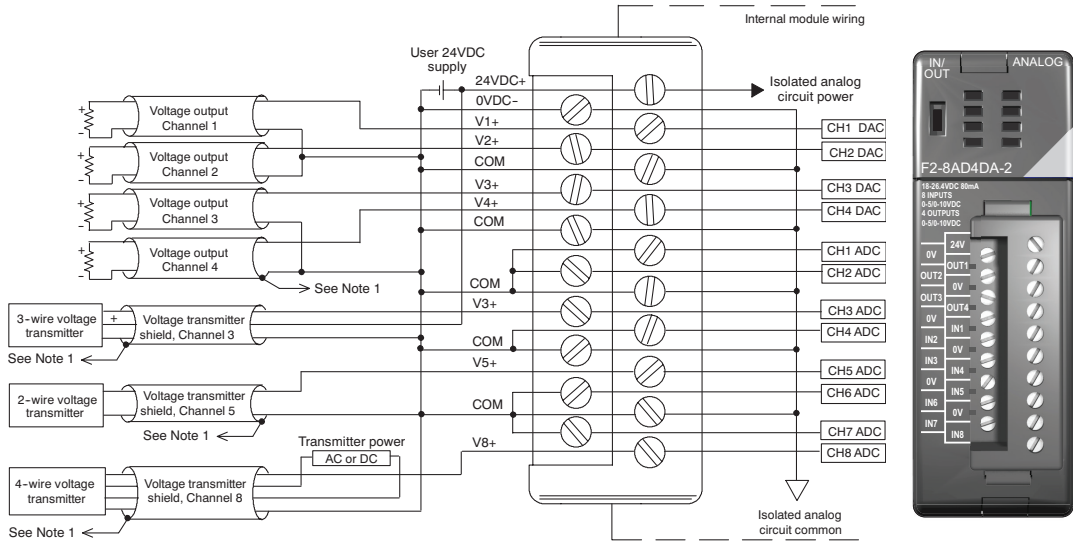 Internal module wiring
User 24VDC
supply
24VDC+
0VDC-
V1+
V2+
COM
V3+
V4+
COM
COM
V3+
COM
V5+
COM
V8+
Isolated analog
circuit power
CH1 DAC
CH2 DAC
CH3 DAC
CH4 DAC
CH1 ADC
CH2 ADC
CH3 ADC
CH4 ADC
CH5 ADC
CH6 ADC
CH7 ADC
CH8 ADC
Isolated analog
circuit common
+
-
Voltage output
Channel 1
+
-
Voltage output
Channel 2
+
-
Voltage output
Channel 3
+
-
Voltage output
Channel 4
See Note 1
3-wire voltage
transmitter
+
Voltage transmitter
shield, Channel 3
See Note 1
2-wire voltage
transmitter
Voltage transmitter
shield, Channel 5
See Note 1
Transmitter power
AC or DC
4-wire voltage
transmitter
Voltage transmitter
shield, Channel 8
See Note 1
IN/
OUT
ANALOG
F2-8AD4DA-2
18-26.4VDC 80mA
8 INPUTS
0-5/0-10VDC
4 OUTPUTS
0-5/0-10VDC
24V
0V
OUT1
OUT2
0V
OUT3
OUT4
0V
IN1
IN2
0V
IN3
IN4
0V
IN5
IN6
0V
IN7
IN8